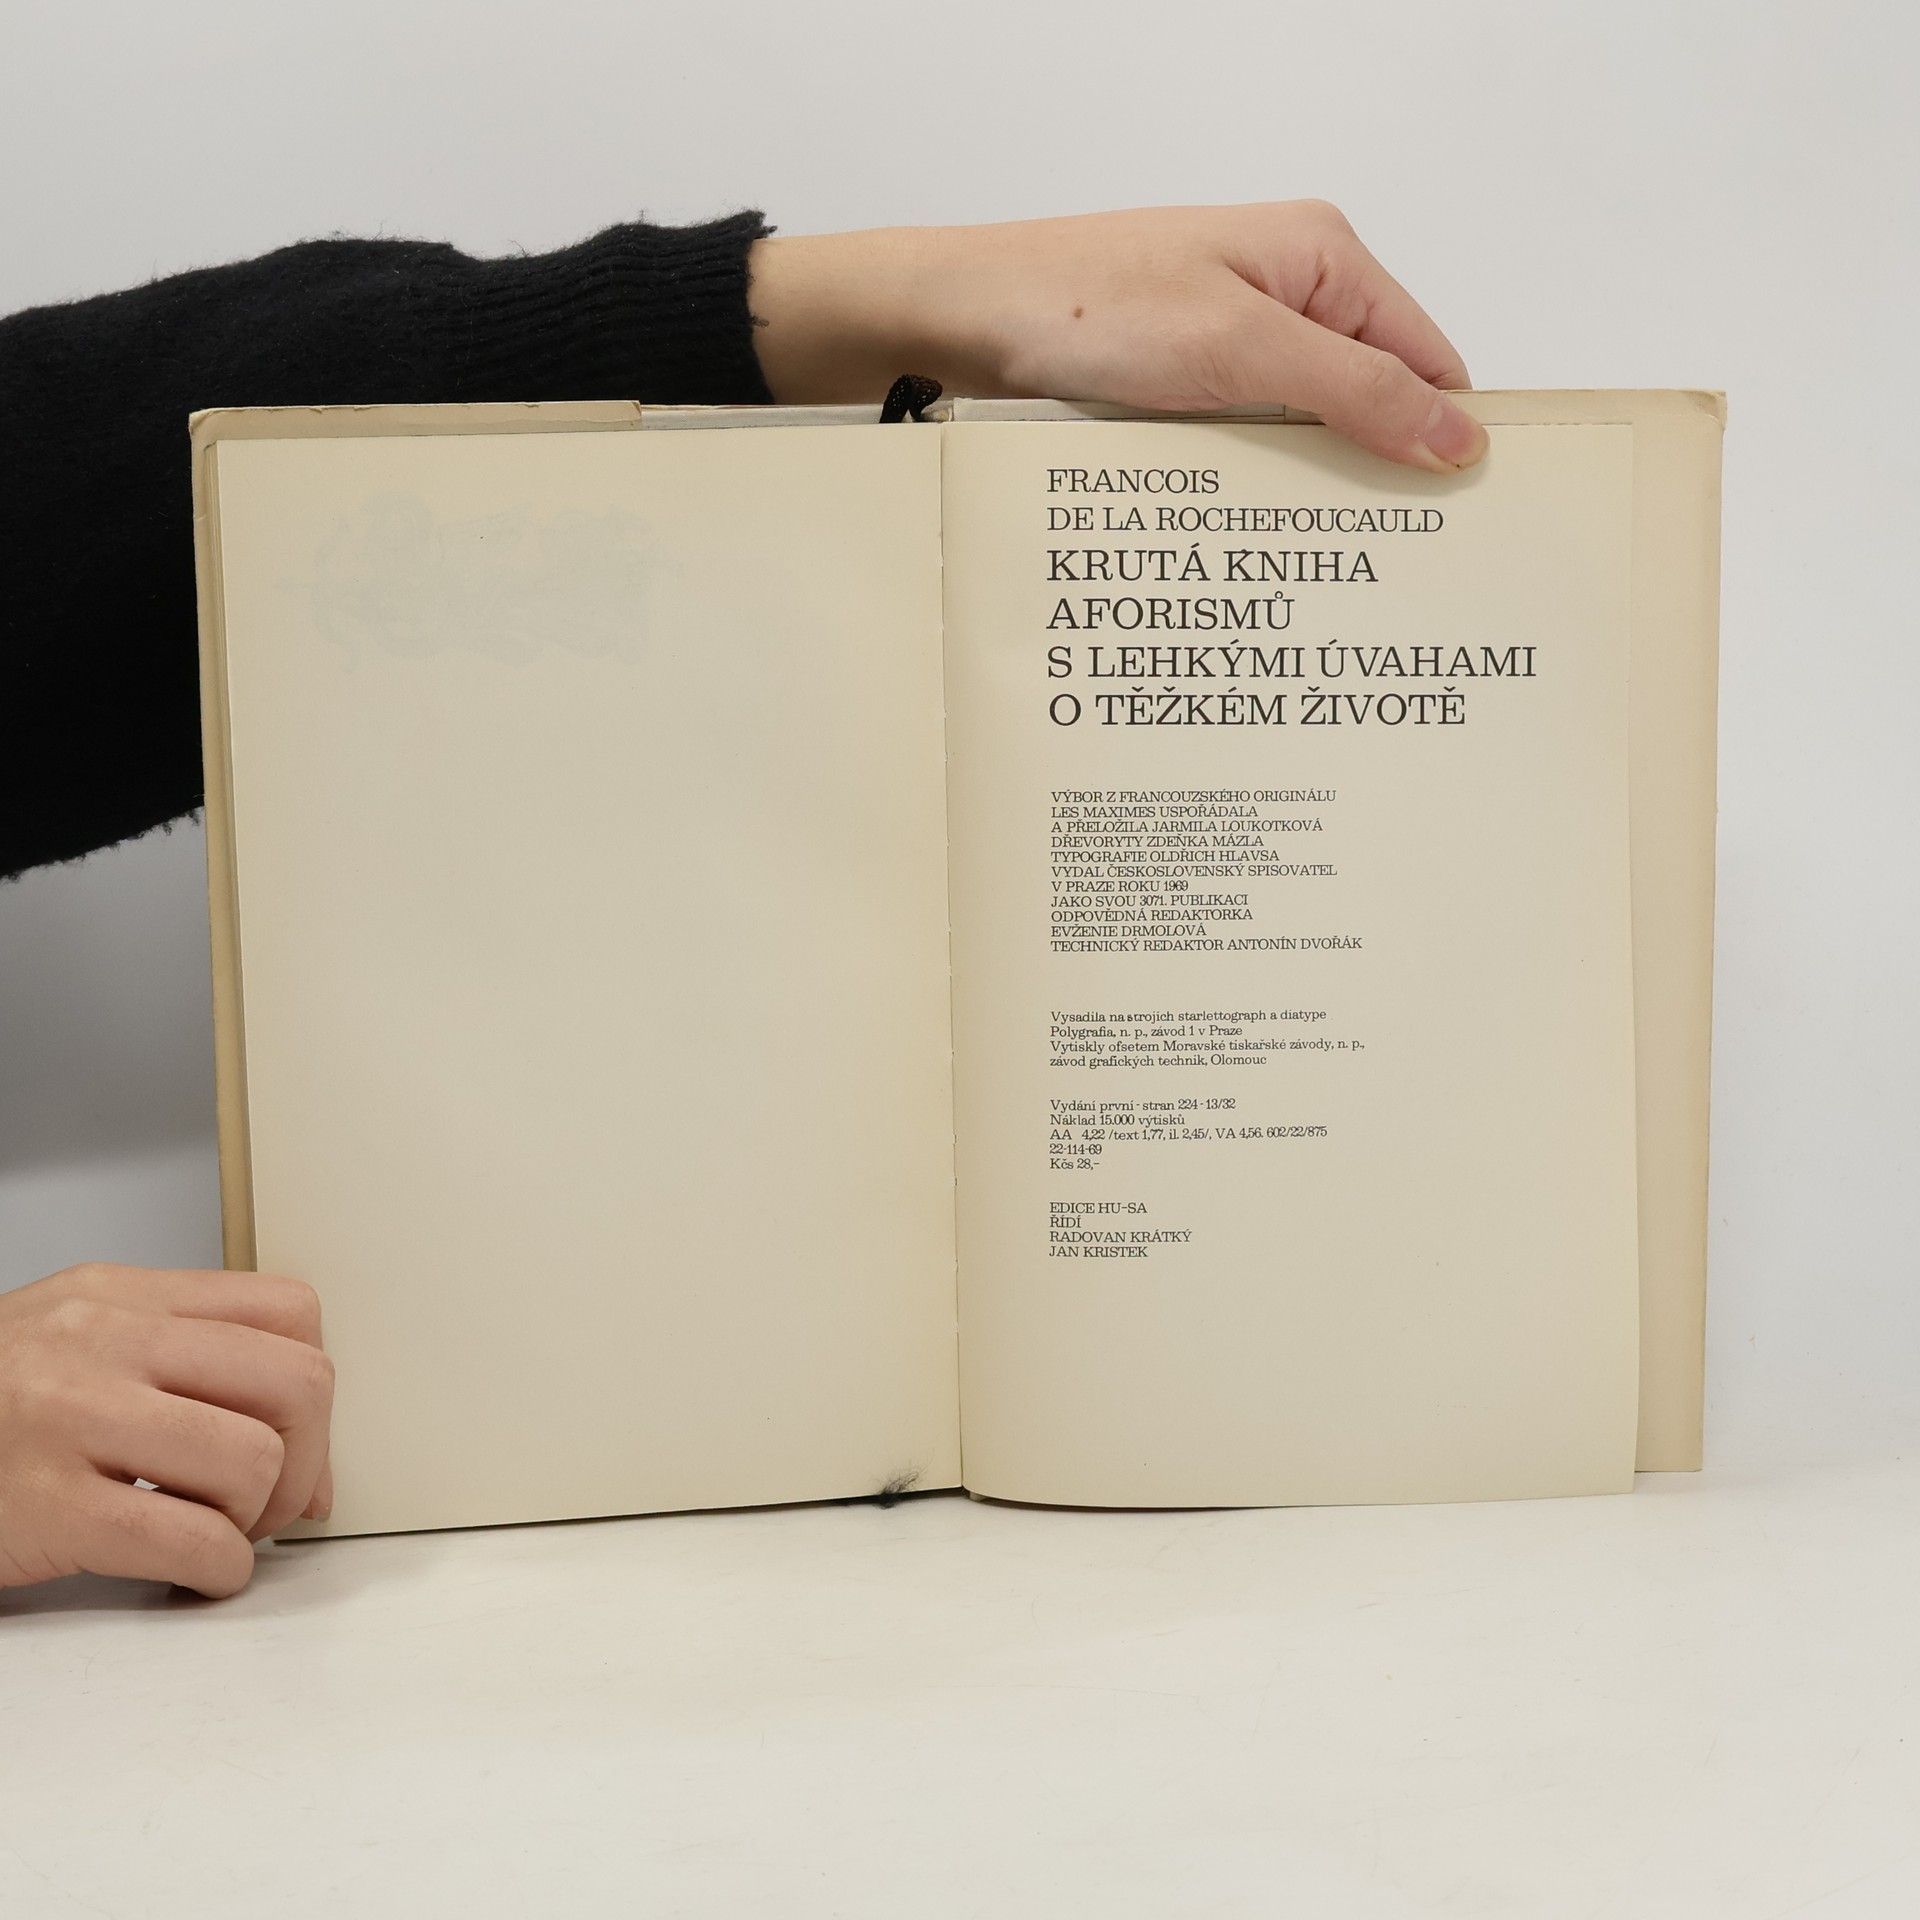 FRANCOIS
DE LA ROCHEFOUCAULD
KRUTÁ KNIHA
AFORISMŮ
S LEHKÝMI ÚVAHAMI
O TĚŽKÉM ŽIVOTĚ
VÝBOR Z FRANCOUZSKÉHO ORIGINÁLU
LES MAXIMES USPOŘÁDALA
A PŘELOŽILA JARMILA LOUKOTKOVÁ
DŘEVORYTY ZDEŇKA MÉZLA
TYPOGRAFIE OLDŘICH HLAVSA
VYDAL ČESKOSLOVENSKÝ SPISOVATEL
V PRAZE ROKU 1969
JAKO SVOU 3071. PUBLIKACI
ODPOVĚDNÁ REDAKTORKA
EVŽENIE DRMOLOVÁ
TECHNICKÝ REDAKTOR ANTONÍN DVOŘÁK
Vysadila na strojích starlettograph a diatype
Polygrafia, n. p., závod 1 v Praze
Vytiskly ofsetem Moravské tiskařské závody, n. p.,
závod grafických technik, Olomouc
Vydání první - stran 224 - 13/32
Náklad 15.000 výtisků
AA 4,22 /text 1,77, il. 2,45/, VA 4,56. 602/22/875
22-114-69
Kčs 28,-
EDICE HU-SA
ŘÍDÍ
RADOVAN KRÁTKÝ
JAN KRISTEK